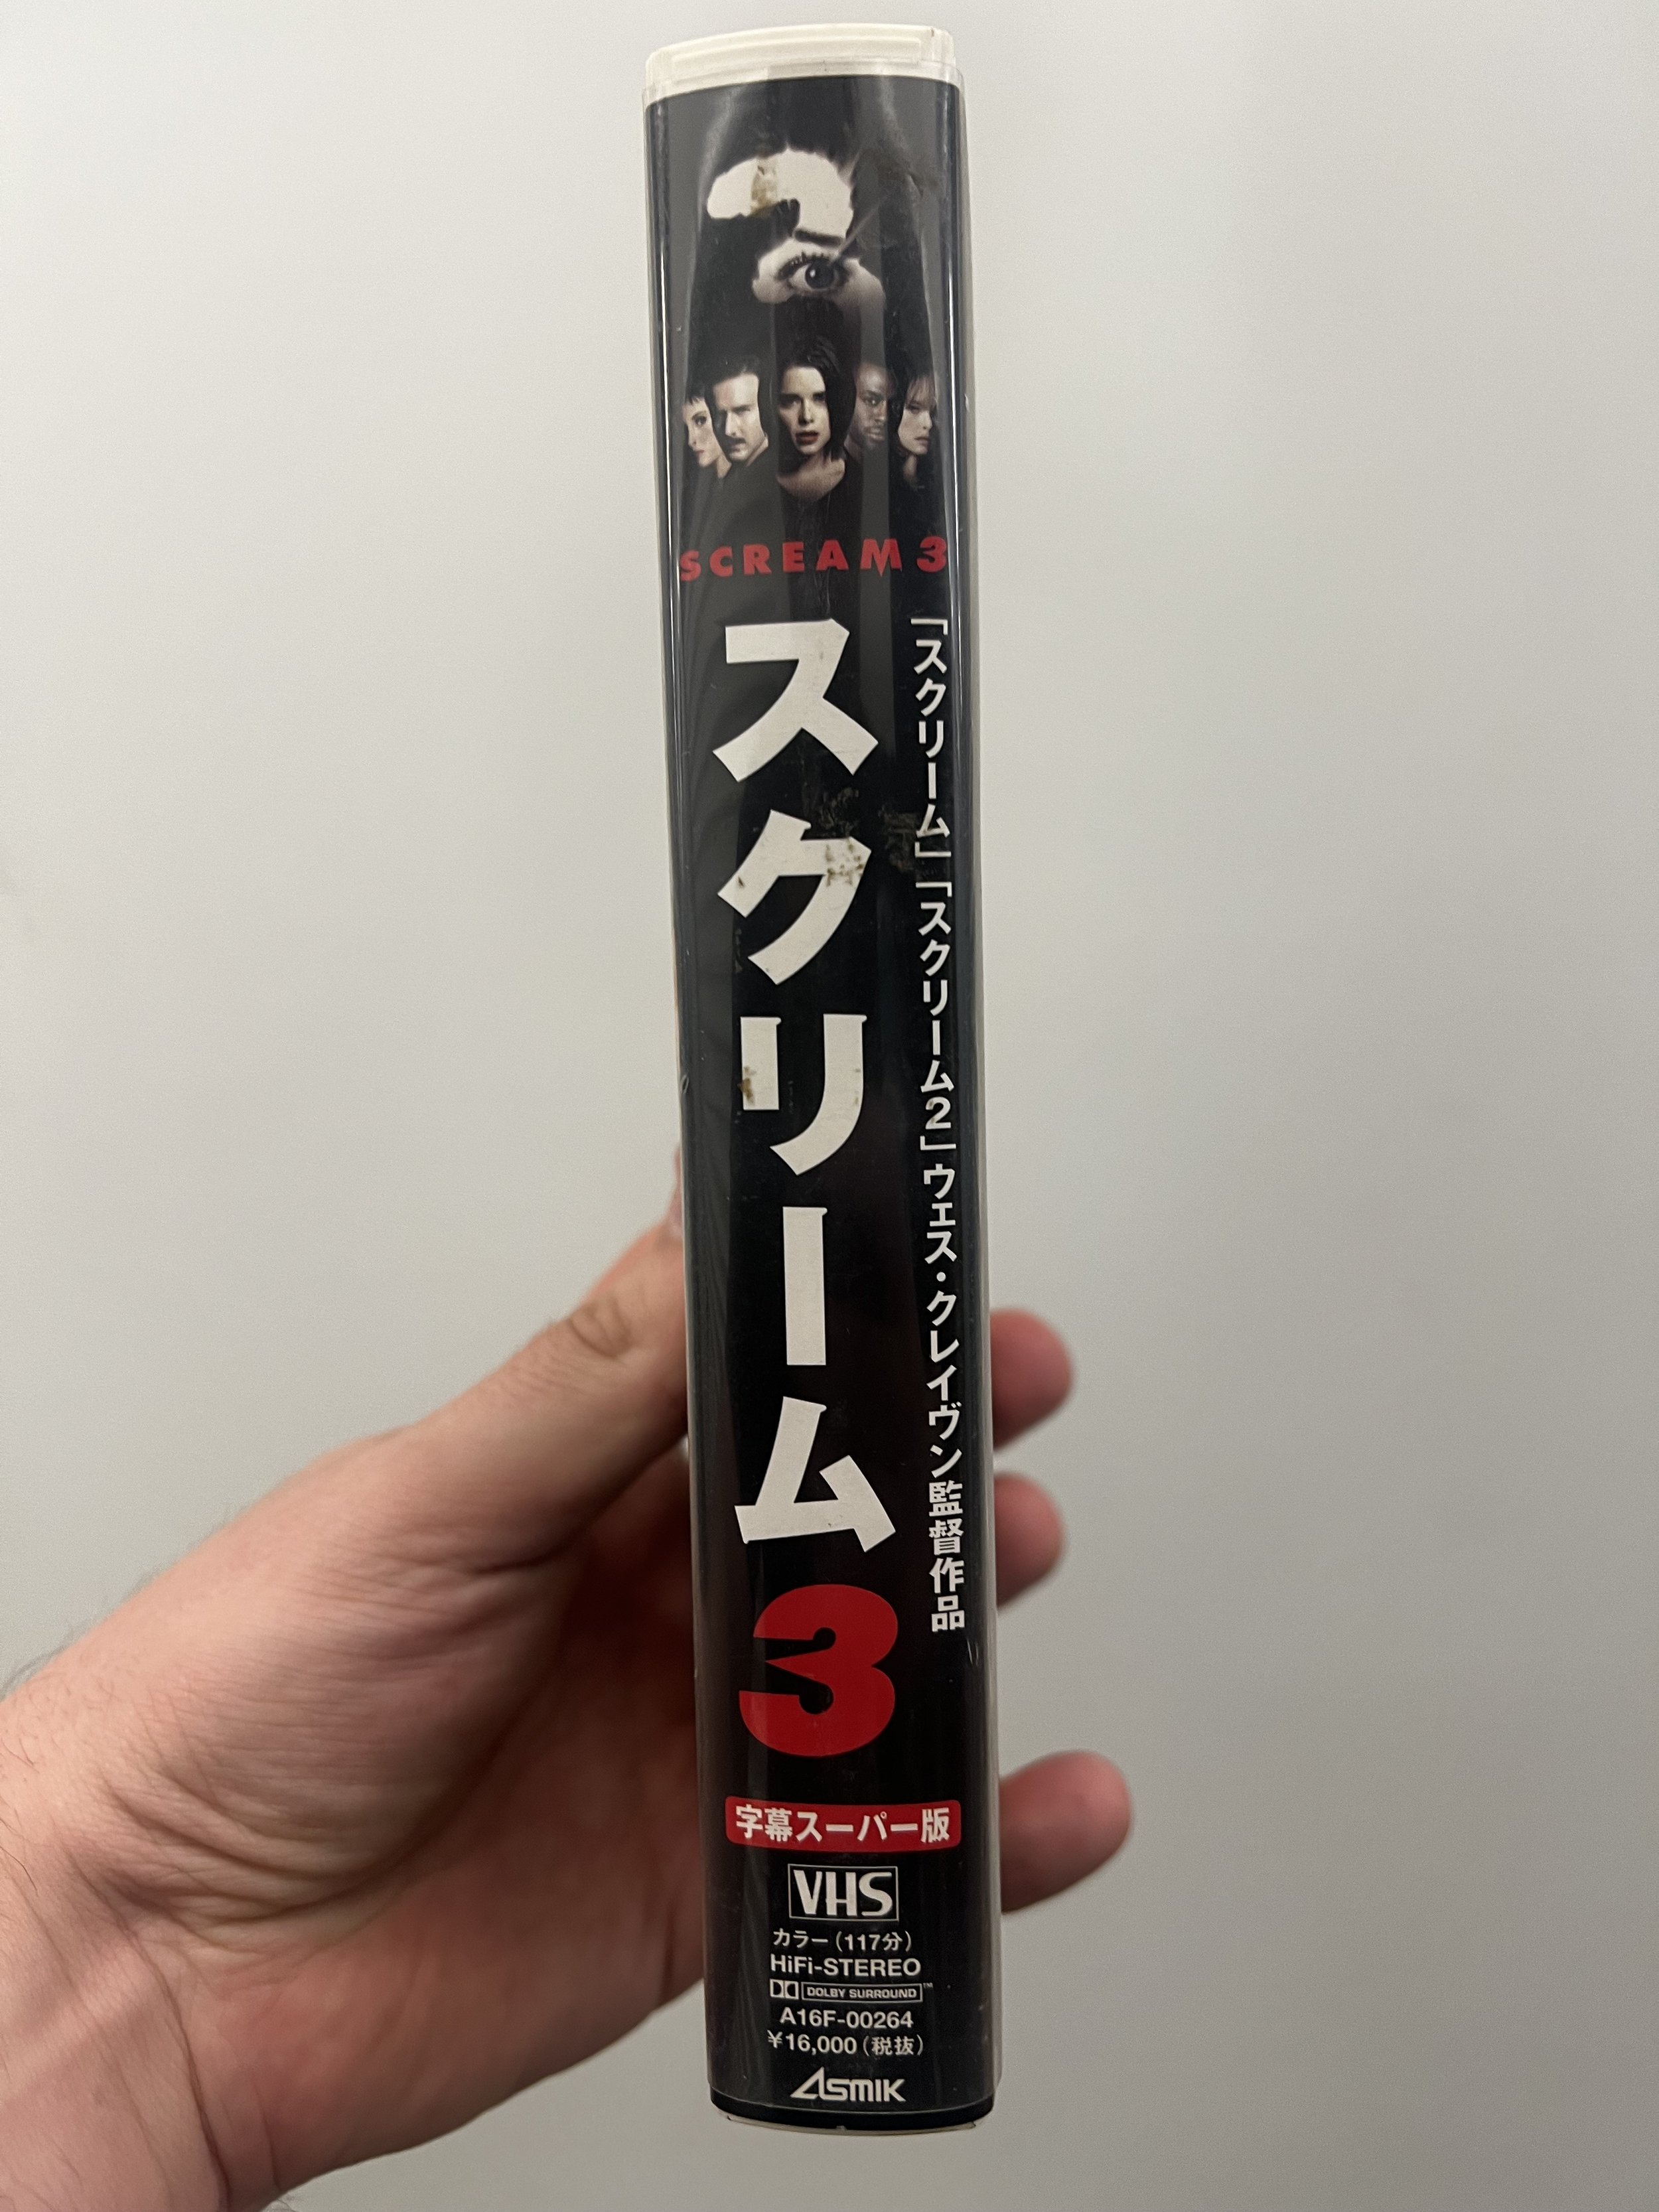 SCREAM 3
「スクリーム」「スクリーム2」ウェス・クレイヴン監督作品
スクリーム3
字幕スーパー版
VHS
カラー（117分）
HiFi-STEREO
DOLBY SURROUND™
A16F-00264
¥16,000（税抜）
ASMIK